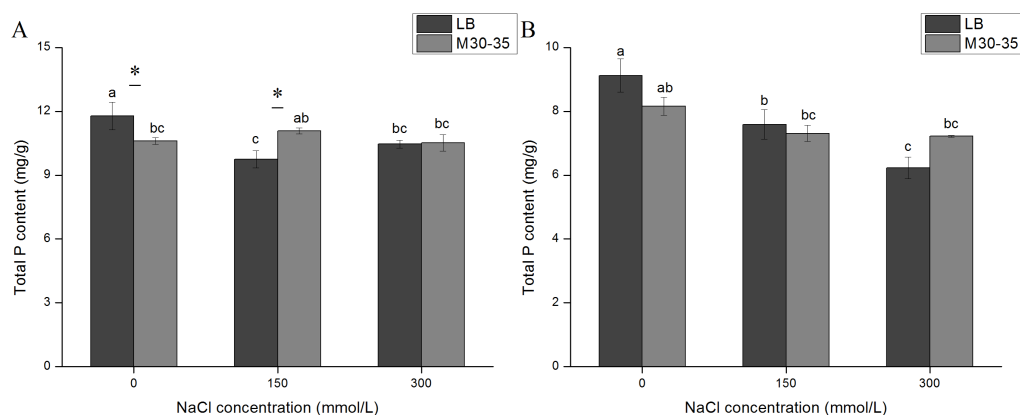 A
LB
M30-35
15
12
9
6
3
0
Total P content (mg/g)
a
*
bc
c
*
ab
bc
bc
0
150
300
NaCl concentration (mmol/L)
B
LB
M30-35
10
8
6
4
2
0
Total P content (mg/g)
a
ab
b
bc
c
bc
0
150
300
NaCl concentration (mmol/L)